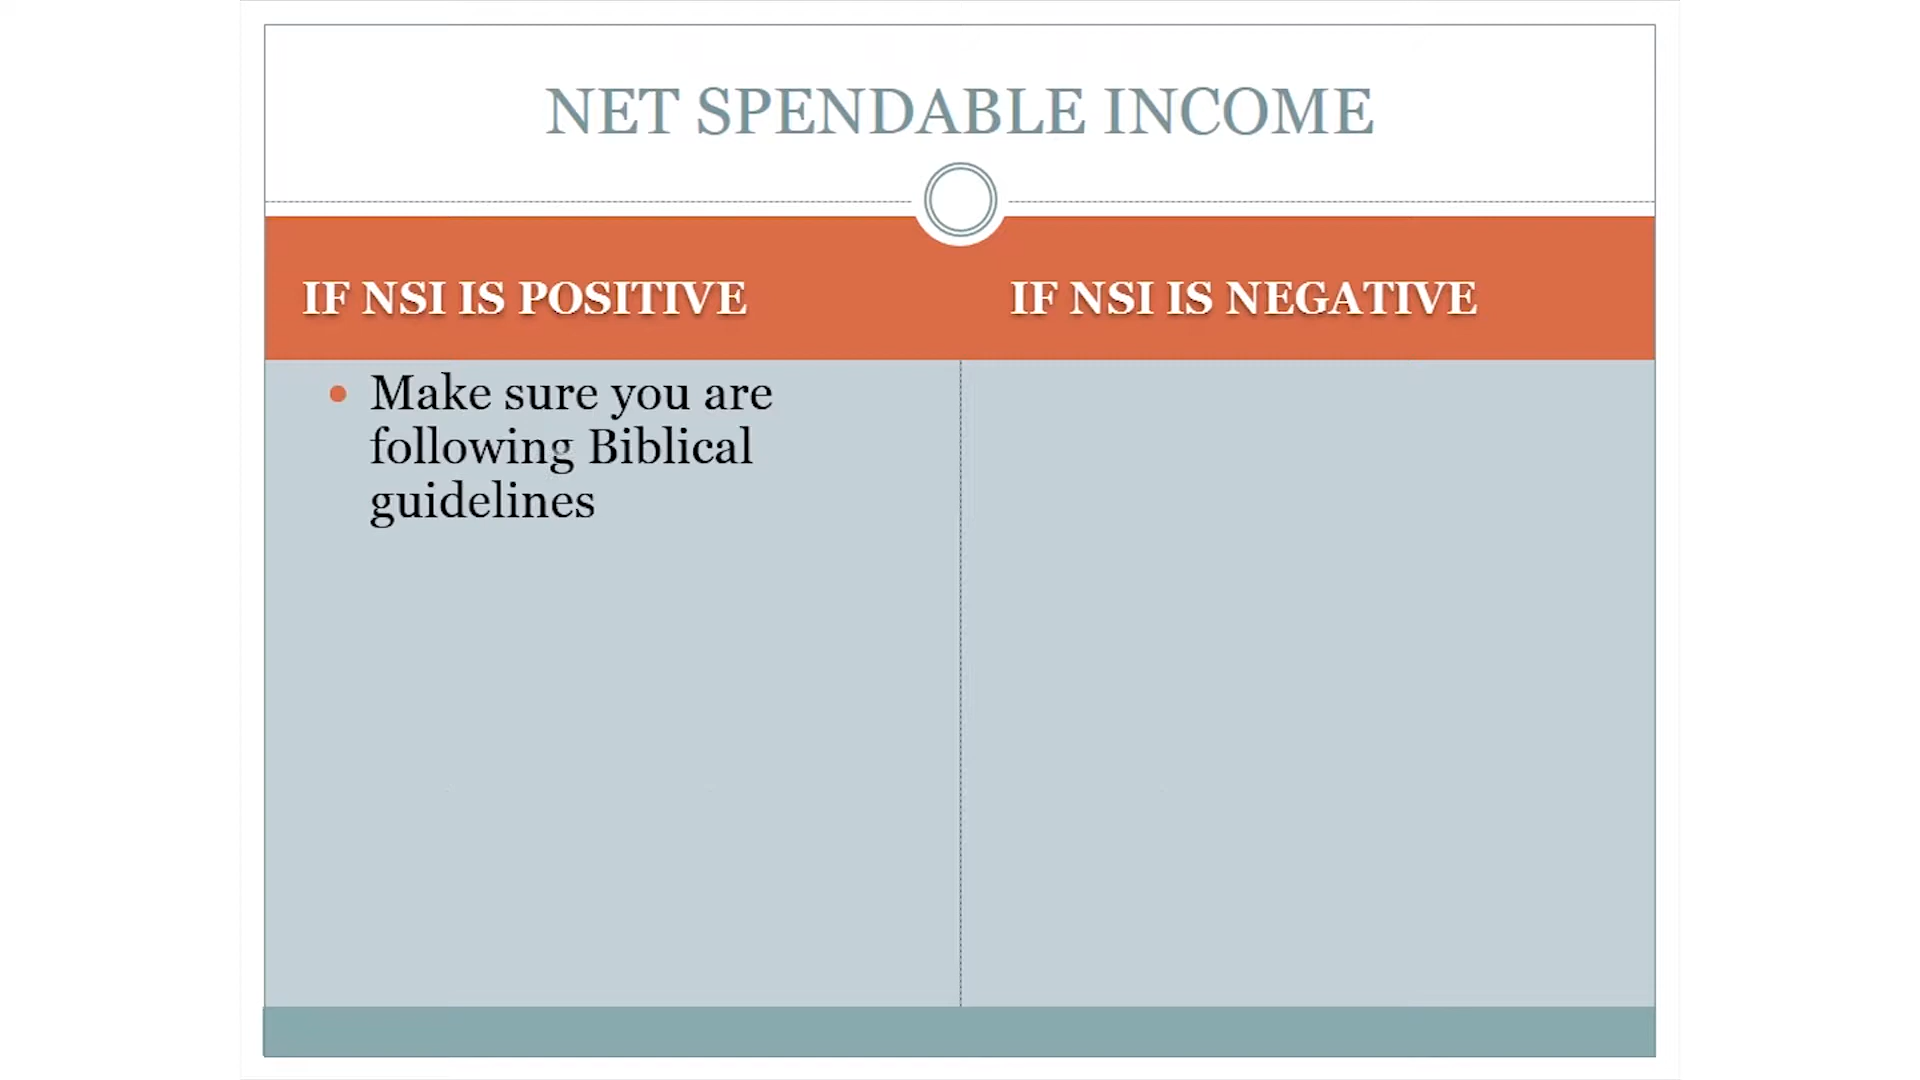 NET SPENDABLE INCOME
IF NSI IS POSITIVE
IF NSI IS NEGATIVE
Make sure you are
following Biblical
guidelines